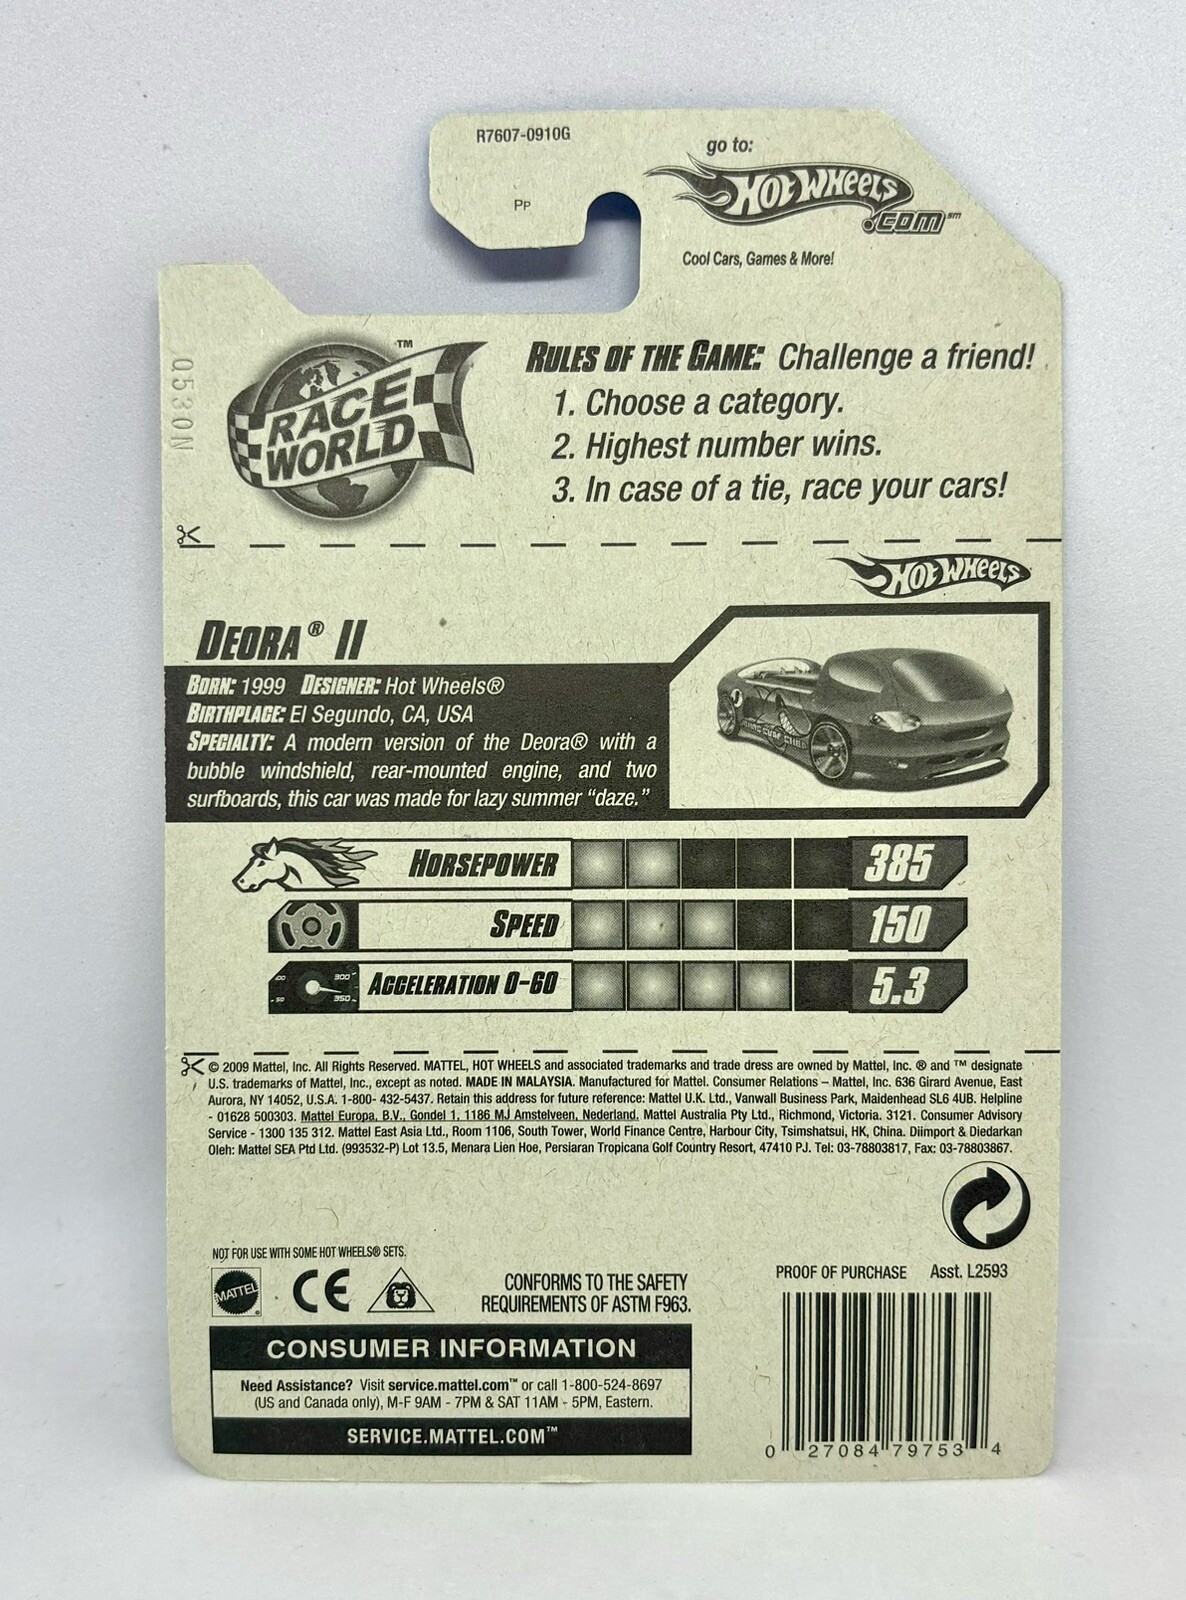 R7607-0910G
PP
go to:
HOT WHEELS
.COM℠
Cool Cars, Games & More!
0530N
RACE
WORLD™
RULES OF THE GAME: Challenge a friend!
1. Choose a category.
2. Highest number wins.
3. In case of a tie, race your cars!
HOT WHEELS
DEORA® II
BORN: 1999 DESIGNER: Hot Wheels®
BIRTHPLACE: El Segundo, CA, USA
SPECIALTY: A modern version of the Deora® with a
bubble windshield, rear-mounted engine, and two
surfboards, this car was made for lazy summer “daze.”
HORSEPOWER 385
SPEED 150
300
50 350
ACCELERATION 0-60 5.3
© 2009 Mattel, Inc. All Rights Reserved. MATTEL, HOT WHEELS and associated trademarks and trade dress are owned by Mattel, Inc. ® and ™ designate
U.S. trademarks of Mattel, Inc., except as noted. MADE IN MALAYSIA. Manufactured for Mattel. Consumer Relations – Mattel, Inc. 636 Girard Avenue, East
Aurora, NY 14052, U.S.A. 1-800- 432-5437. Retain this address for future reference: Mattel U.K. Ltd., Vanwall Business Park, Maidenhead SL6 4UB. Helpline
- 01628 500303. Mattel Europa, B.V., Gondel 1, 1186 MJ Amstelveen, Nederland. Mattel Australia Pty Ltd., Richmond, Victoria. 3121. Consumer Advisory
Service - 1300 135 312. Mattel East Asia Ltd., Room 1106, South Tower, World Finance Centre, Harbour City, Tsimshatsui, HK, China. Diimport & Diedarkan
Oleh: Mattel SEA Ptd Ltd. (993532-P) Lot 13.5, Menara Lien Hoe, Persiaran Tropicana Golf Country Resort, 47410 PJ. Tel: 03-78803817, Fax: 03-78803867.
NOT FOR USE WITH SOME HOT WHEELS® SETS.
MATTEL®
CE
CONFORMS TO THE SAFETY
REQUIREMENTS OF ASTM F963.
PROOF OF PURCHASE Asst. L2593
CONSUMER INFORMATION
Need Assistance? Visit service.mattel.com™ or call 1-800-524-8697
(US and Canada only), M-F 9AM - 7PM & SAT 11AM - 5PM, Eastern.
SERVICE.MATTEL.COM™
0 27084 79753 4